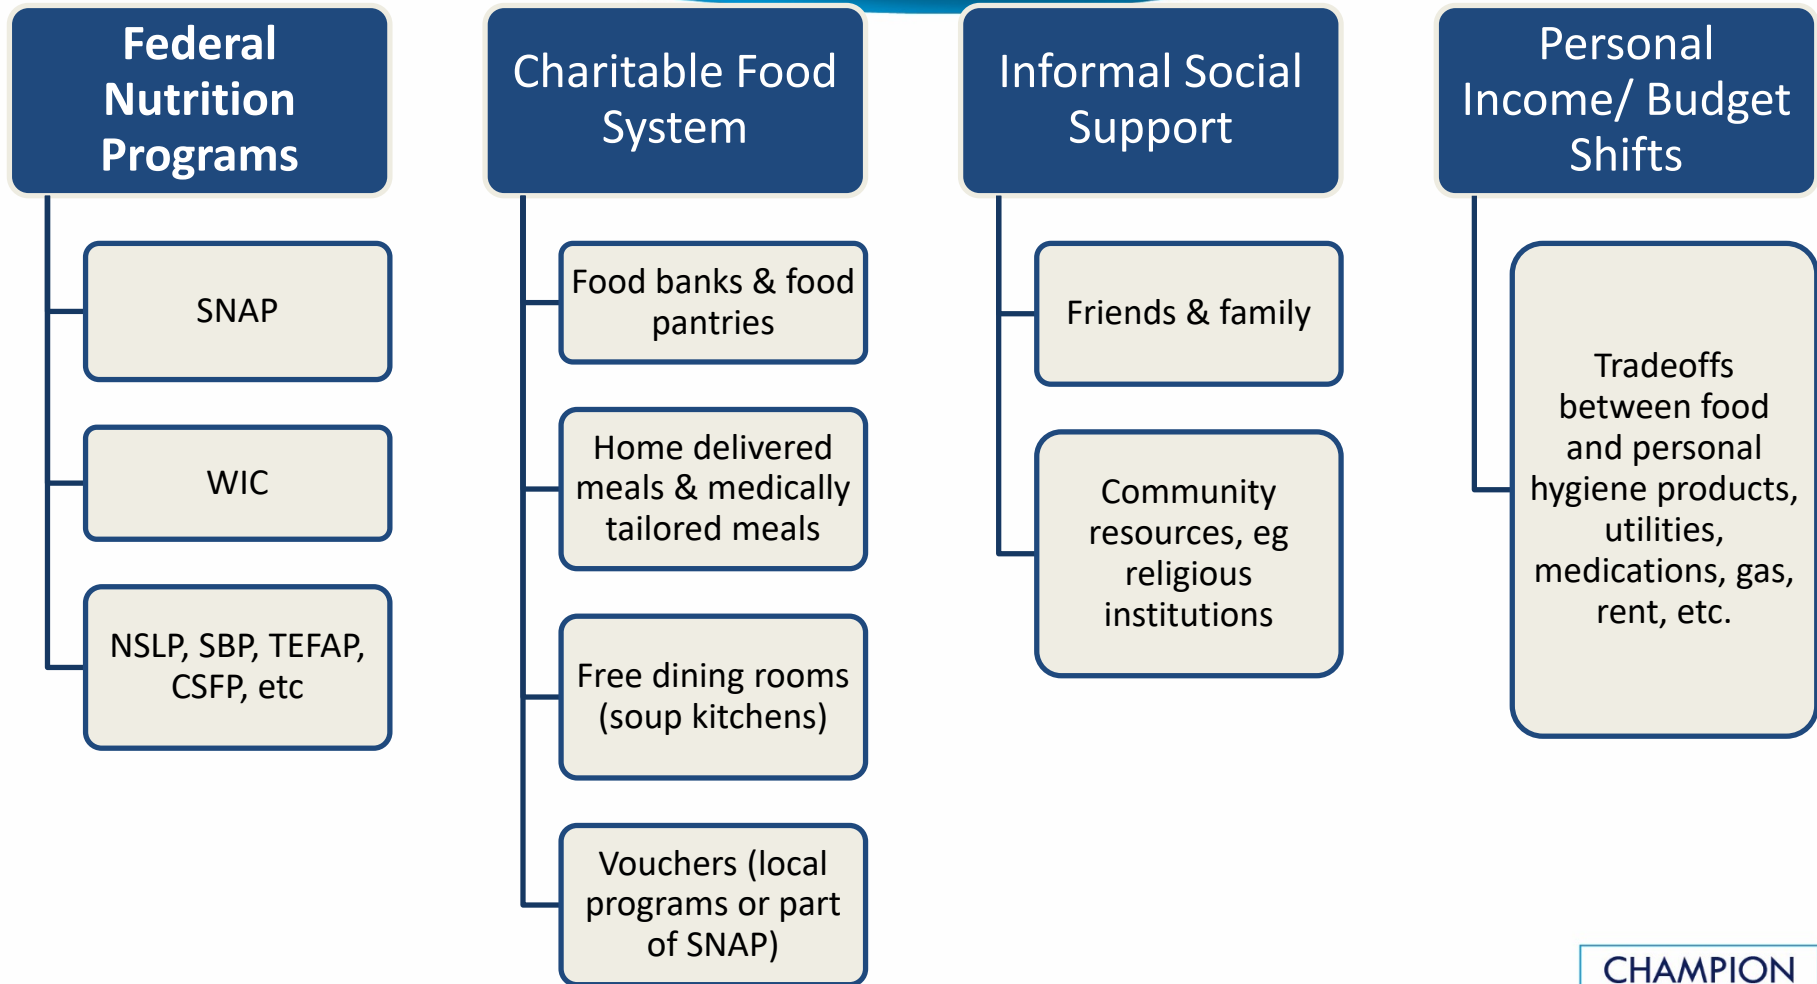 Federal
Nutrition
Programs
SNAP
WIC
NSLP, SBP, TEFAP,
CSFP, etc
Charitable Food
System
Food banks & food
pantries
Home delivered
meals & medically
tailored meals
Free dining rooms
(soup kitchens)
Vouchers (local
programs or part
of SNAP)
Informal Social
Support
Friends & family
Community
resources, eg
religious
institutions
Personal
Income/ Budget
Shifts
Tradeoffs
between food
and personal
hygiene products,
utilities,
medications, gas,
rent, etc.
CHAMPION